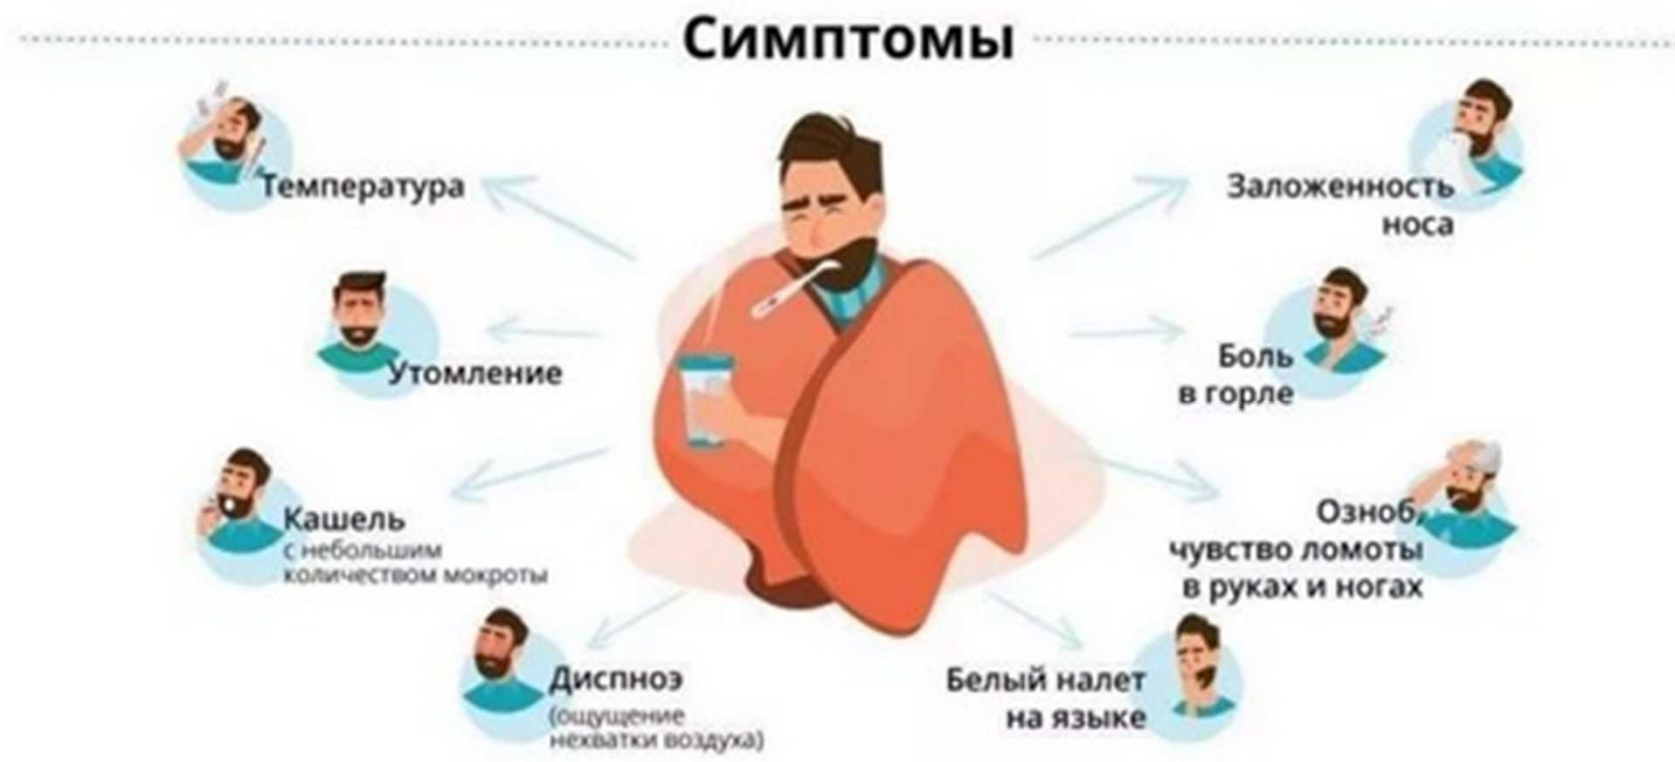 Симптомы
Температура
Утомление
Кашель
с небольшим
количеством мокроты
Диспноэ
(ощущение
нехватки воздуха)
Заложенность
носа
Боль
в горле
Озноб,
чувство ломоты
в руках и ногах
Белый налет
на языке